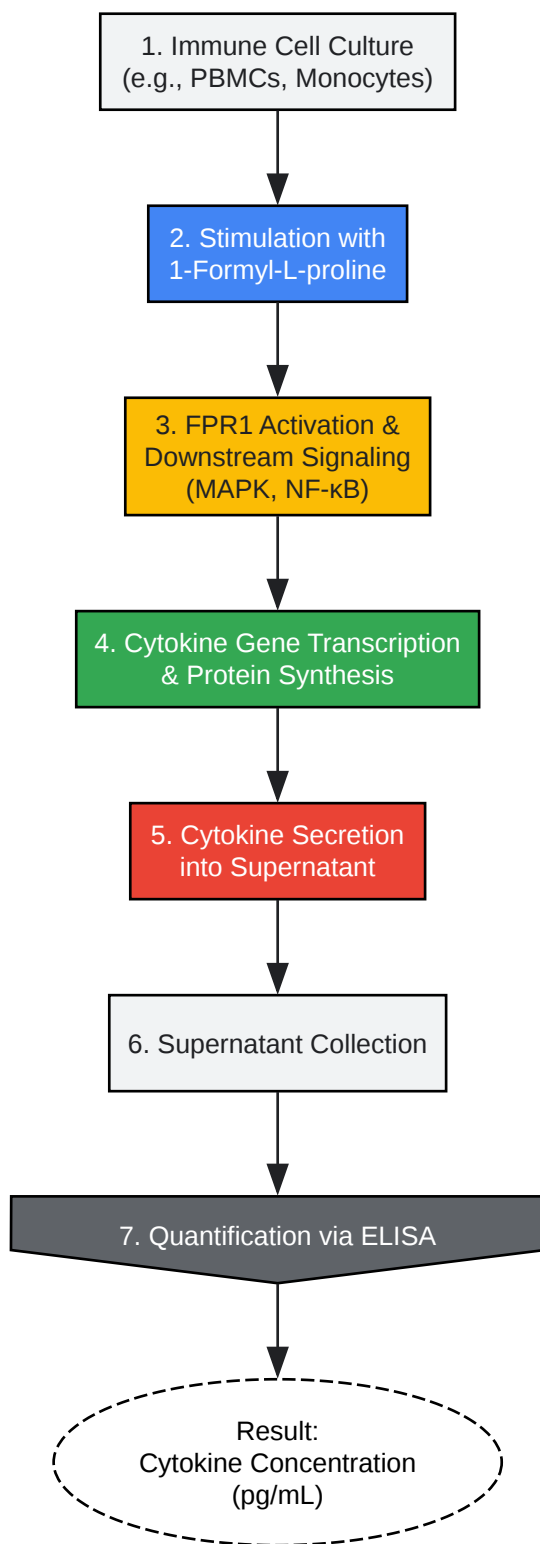 1. Immune Cell Culture
(e.g., PBMCs, Monocytes)
2. Stimulation with
1-Formyl-L-proline
3. FPR1 Activation &
Downstream Signaling
(MAPK, NF-κB)
4. Cytokine Gene Transcription
& Protein Synthesis
5. Cytokine Secretion
into Supernatant
6. Supernatant Collection
7. Quantification via ELISA
Result:
Cytokine Concentration
(pg/mL)